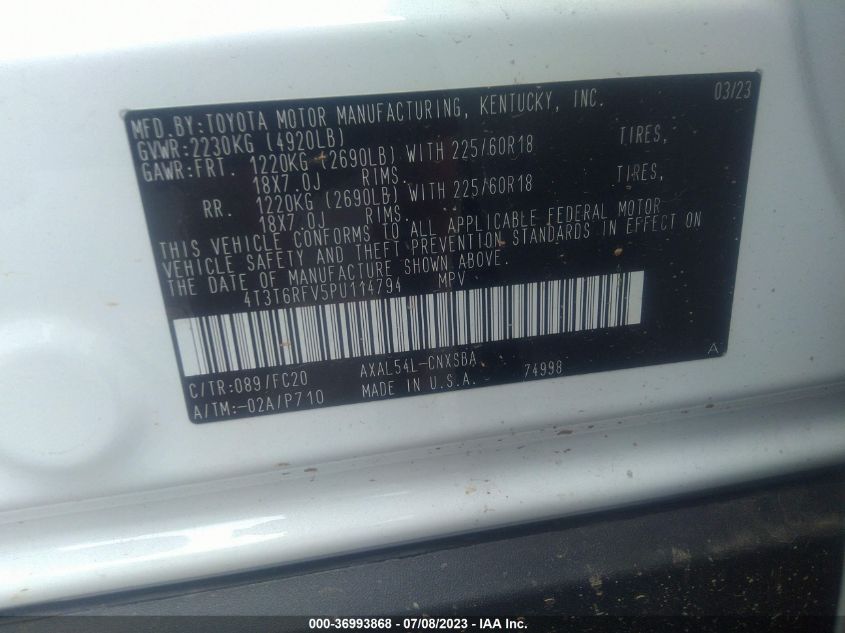 MFD.BY:TOYOTA MOTOR MANUFACTURING, KENTUCKY, INC. 03/23
GVWR:2230KG (4920LB)
GAWR:FRT. 1220KG (2690LB) WITH 225/60R18 TIRES,
18X7.0J RIMS.
RR. 1220KG (2690LB) WITH 225/60R18 TIRES,
18X7.0J RIMS.
THIS VEHICLE CONFORMS TO ALL APPLICABLE FEDERAL MOTOR
VEHICLE SAFETY AND THEFT PREVENTION STANDARDS IN EFFECT ON
THE DATE OF MANUFACTURE SHOWN ABOVE.
4T3T6RFV5PU114794 MPV
C/TR:089/FC20 AXAL54L-CNXSBA A
A/TM:-02A/P710 MADE IN U.S.A. 74998
000-36993868 - 07/08/2023 - IAA Inc.